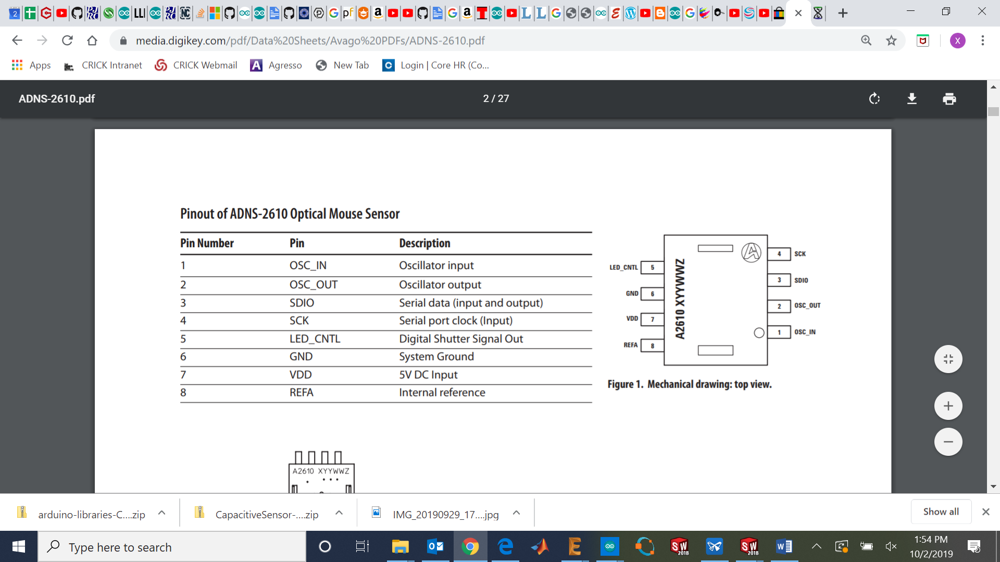 media.digikey.com/pdf/Data%20Sheets/Avago%20PDFs/ADNS-2610.pdf
X
Apps CRICK Intranet CRICK Webmail A Agresso New Tab Login | Core HR (Co...
ADNS-2610.pdf 2 / 27
Pinout of ADNS-2610 Optical Mouse Sensor
Pin Number Pin Description
1 OSC_IN Oscillator input
2 OSC_OUT Oscillator output
3 SDIO Serial data (input and output)
4 SCK Serial port clock (Input)
5 LED_CNTL Digital Shutter Signal Out
6 GND System Ground
7 VDD 5V DC Input
8 REFA Internal reference
4 SCK
LED_CNTL 5
3 SDIO
GND 6
2 OSC_OUT
VDD 7
1 OSC_IN
REFA 8
A2610 XYYWWZ
Figure 1. Mechanical drawing: top view.
A2610 XYYWWZ
arduino-libraries-C....zip CapacitiveSensor-....zip IMG_20190929_17....jpg Show all
Type here to search
SW 2018
SW 2018
1:54 PM
10/2/2019